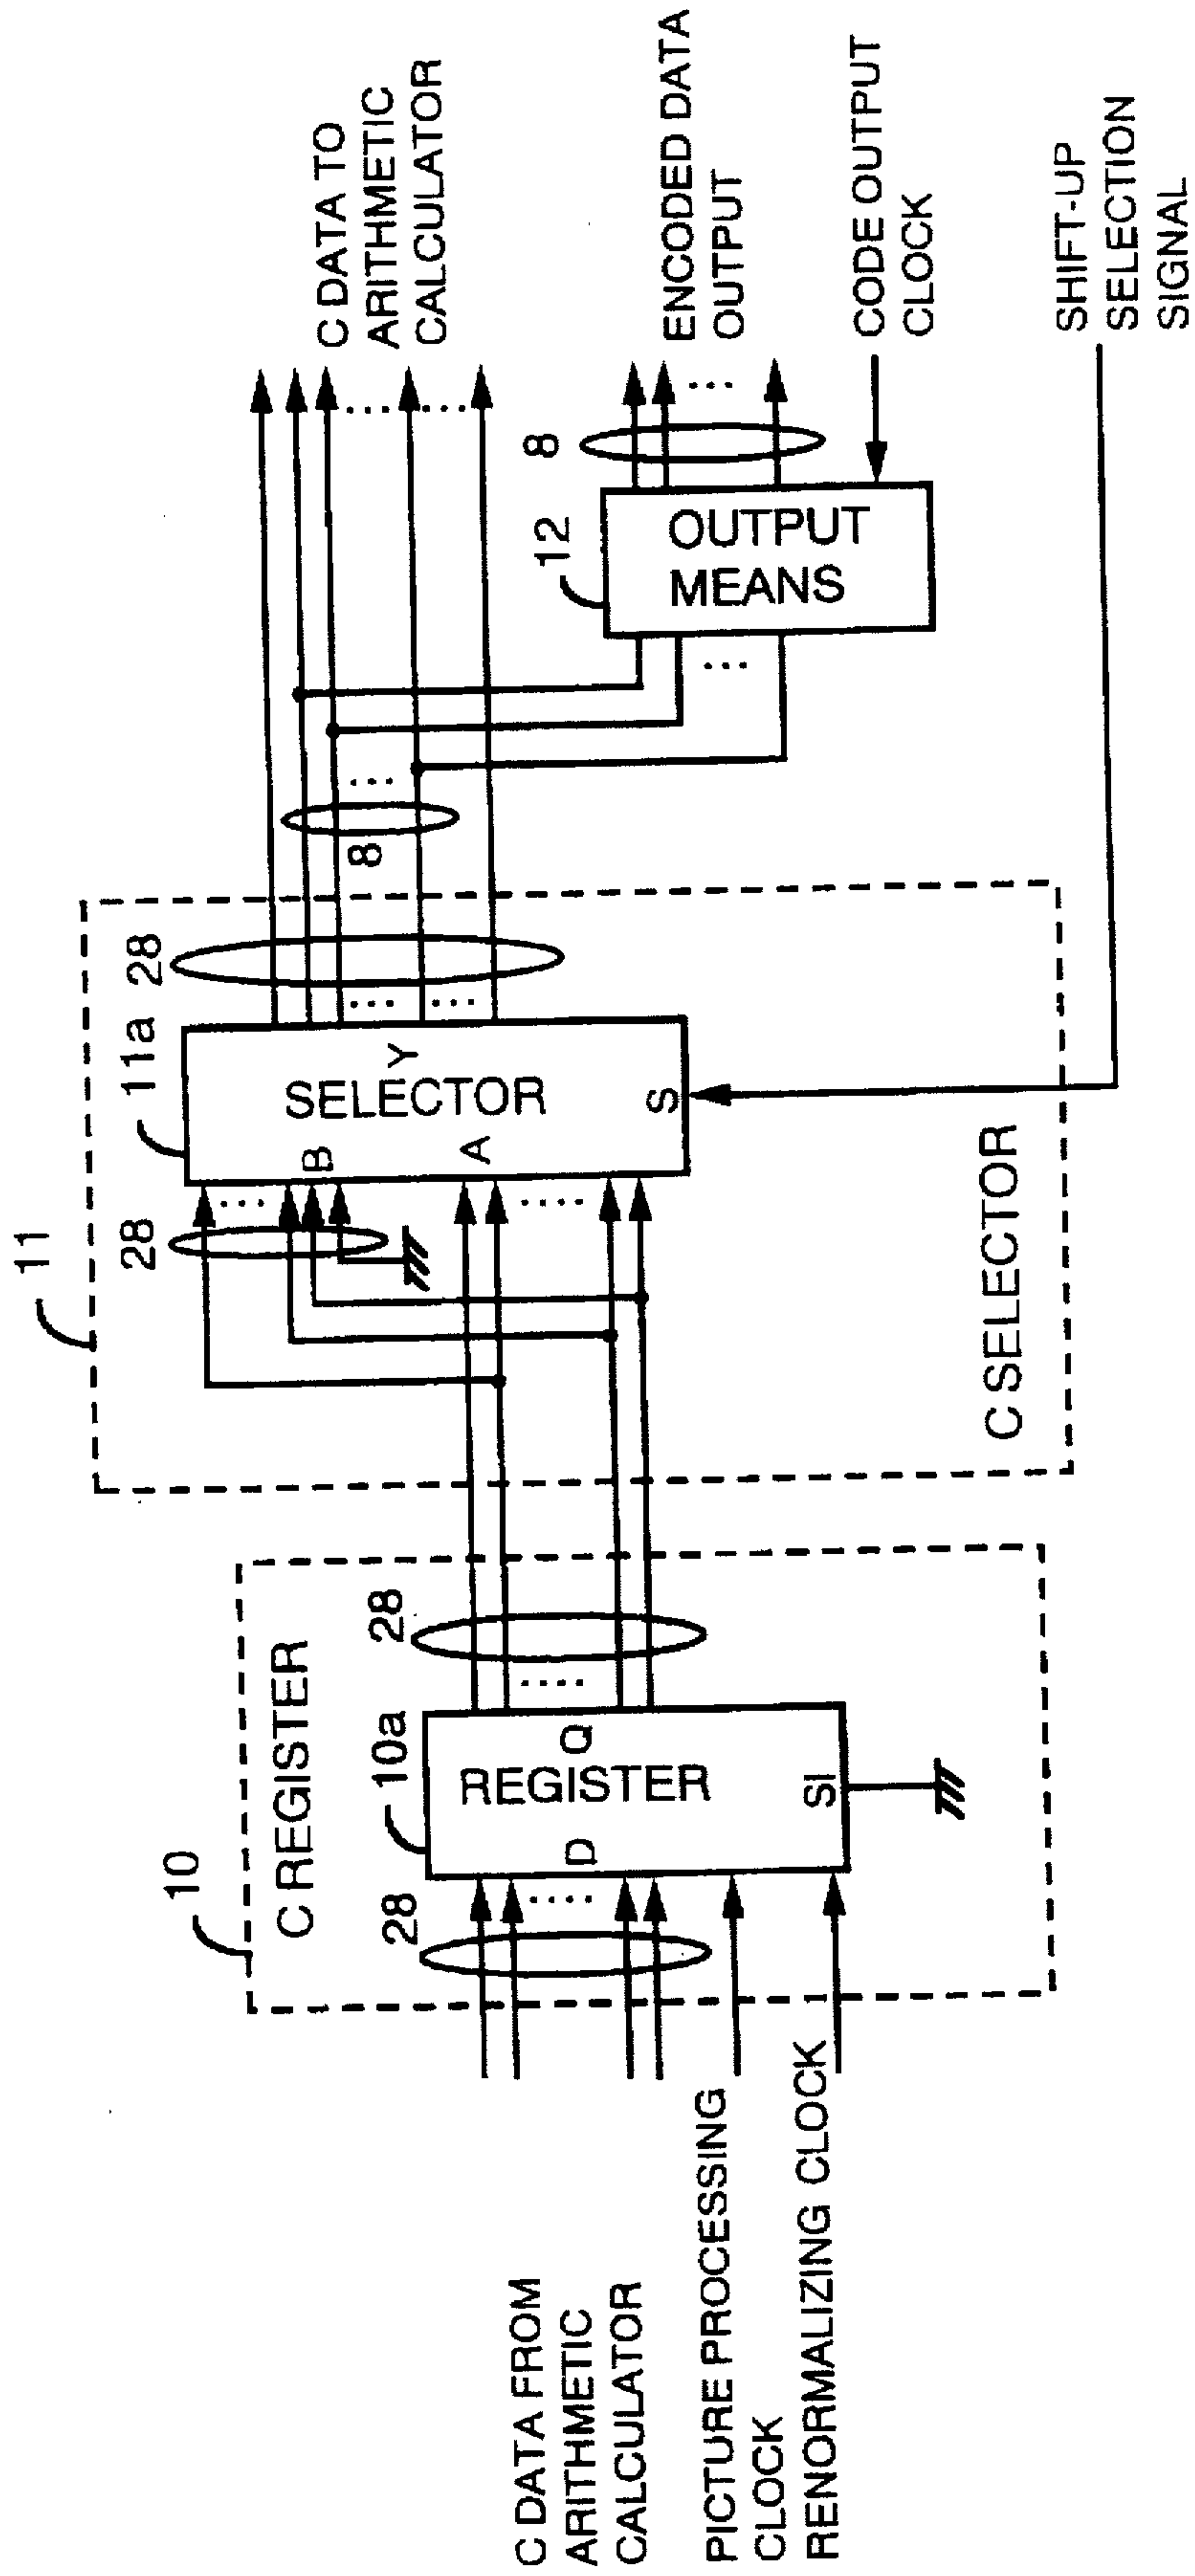 10
C REGISTER
28
10a
D
Q
REGISTER
SI
28
C DATA FROM
ARITHMETIC
CALCULATOR
PICTURE PROCESSING
CLOCK
RENORMALIZING CLOCK
11
28
11a
B
Y
SELECTOR
A
S
28
C SELECTOR
8
12
OUTPUT
MEANS
8
C DATA TO
ARITHMETIC
CALCULATOR
ENCODED DATA
OUTPUT
CODE OUTPUT
CLOCK
SHIFT-UP
SELECTION
SIGNAL